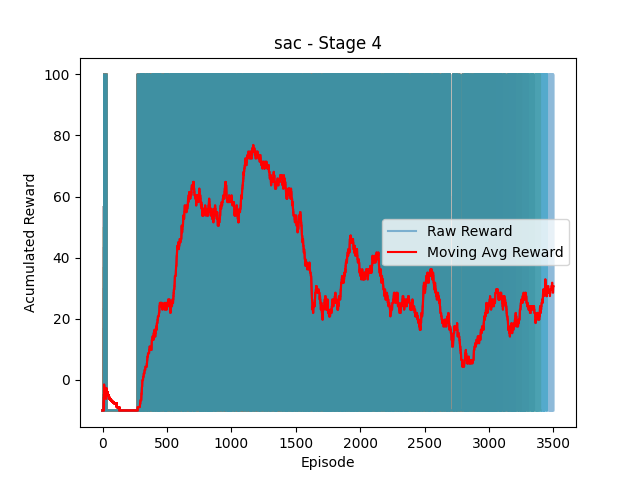 sac - Stage 4
100
80
60
40
20
0
Acumulated Reward
Raw Reward
Moving Avg Reward
0 500 1000 1500 2000 2500 3000 3500
Episode